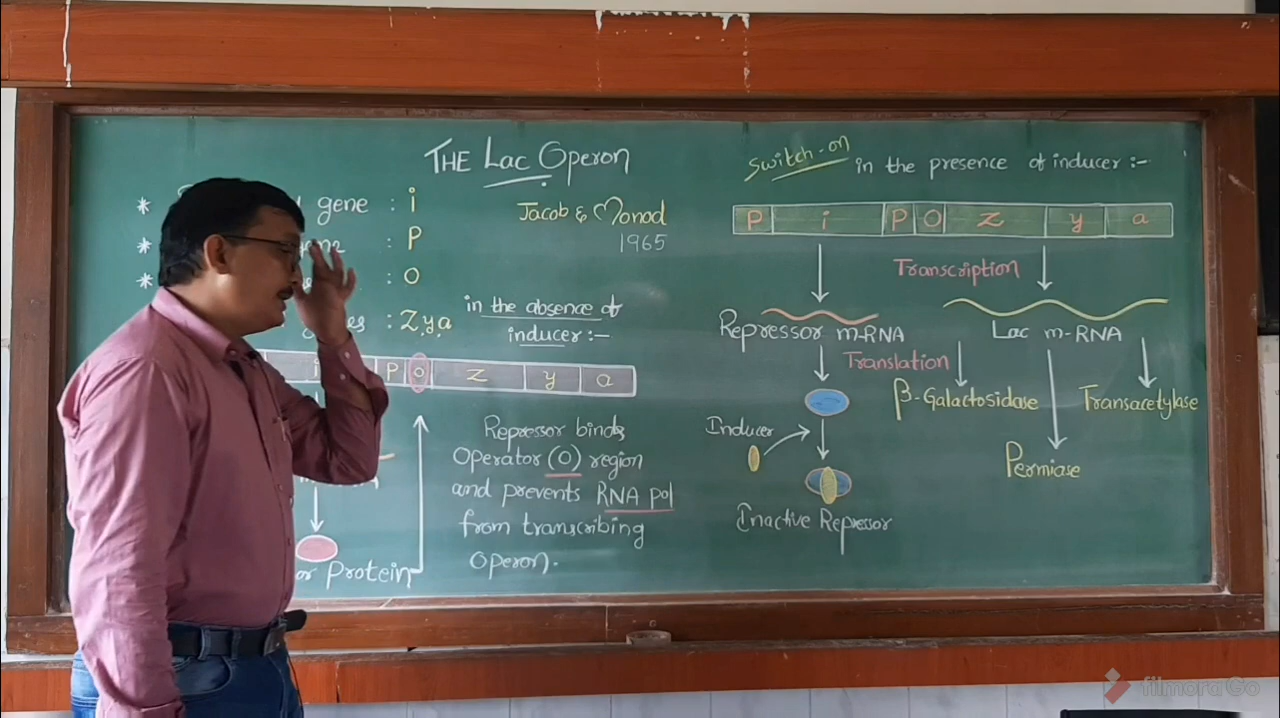 THE Lac Operon
* gene : i
* : P
* : O
: Z,y,a
Jacob & Monod
1965
in the absence of
inducer :-
i P O Z y a
or Protein
Repressor binds
Operator (O) region
and prevents RNA pol
from transcribing
Operon.
Switch-on in the presence of inducer :-
P i P O Z y a
Transcription
Repressor m-RNA
Lac m-RNA
Translation
β-Galactosidase
Transacetylase
Permiase
Inducer
Inactive Repressor
filmoraGo